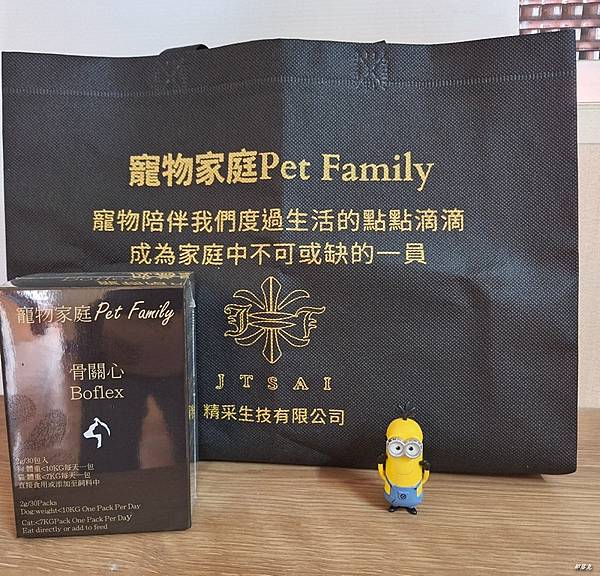 寵物家庭Pet Family
寵物陪伴我們度過生活的點點滴滴
成為家庭中不可或缺的一員
JTSAI
精采生技有限公司
寵物家庭Pet Family
骨關心
Boflex
2g/30包入
狗:體重<10KG每天一包
貓:體重<7KG每天一包
直接食用或添加至飼料中
2g/30Packs
Dog:weight<10KG One Pack Per Day
Cat:<7KGPack One Pack Per Day
Eat directly or add to feed